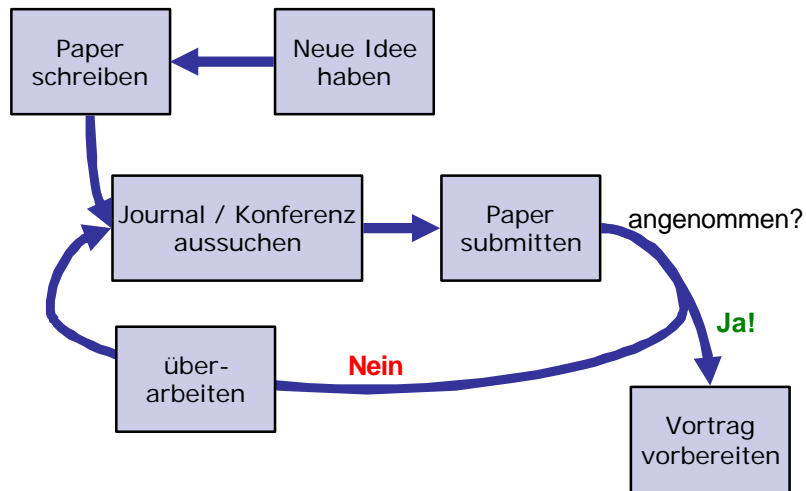 Neue Idee
haben
Paper
schreiben
Journal / Konferenz
aussuchen
Paper
submitten
angenommen?
Ja!
Nein
über-
arbeiten
Vortrag
vorbereiten